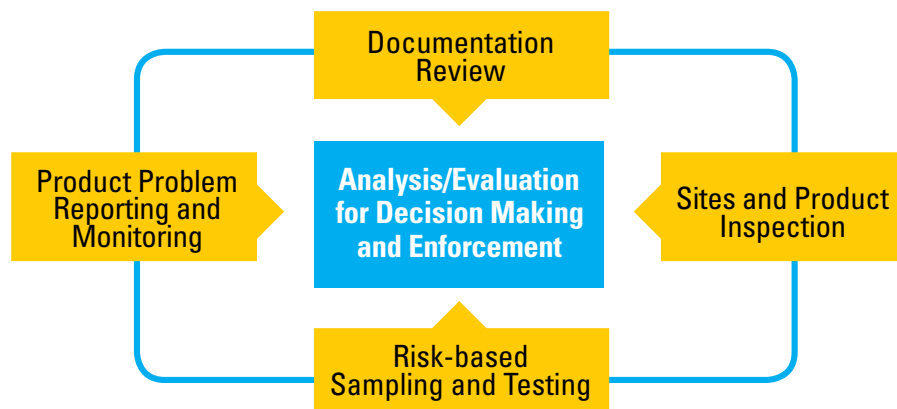 Documentation
Review
Product Problem
Reporting and
Monitoring
Analysis/Evaluation
for Decision Making
and Enforcement
Sites and Product
Inspection
Risk-based
Sampling and Testing